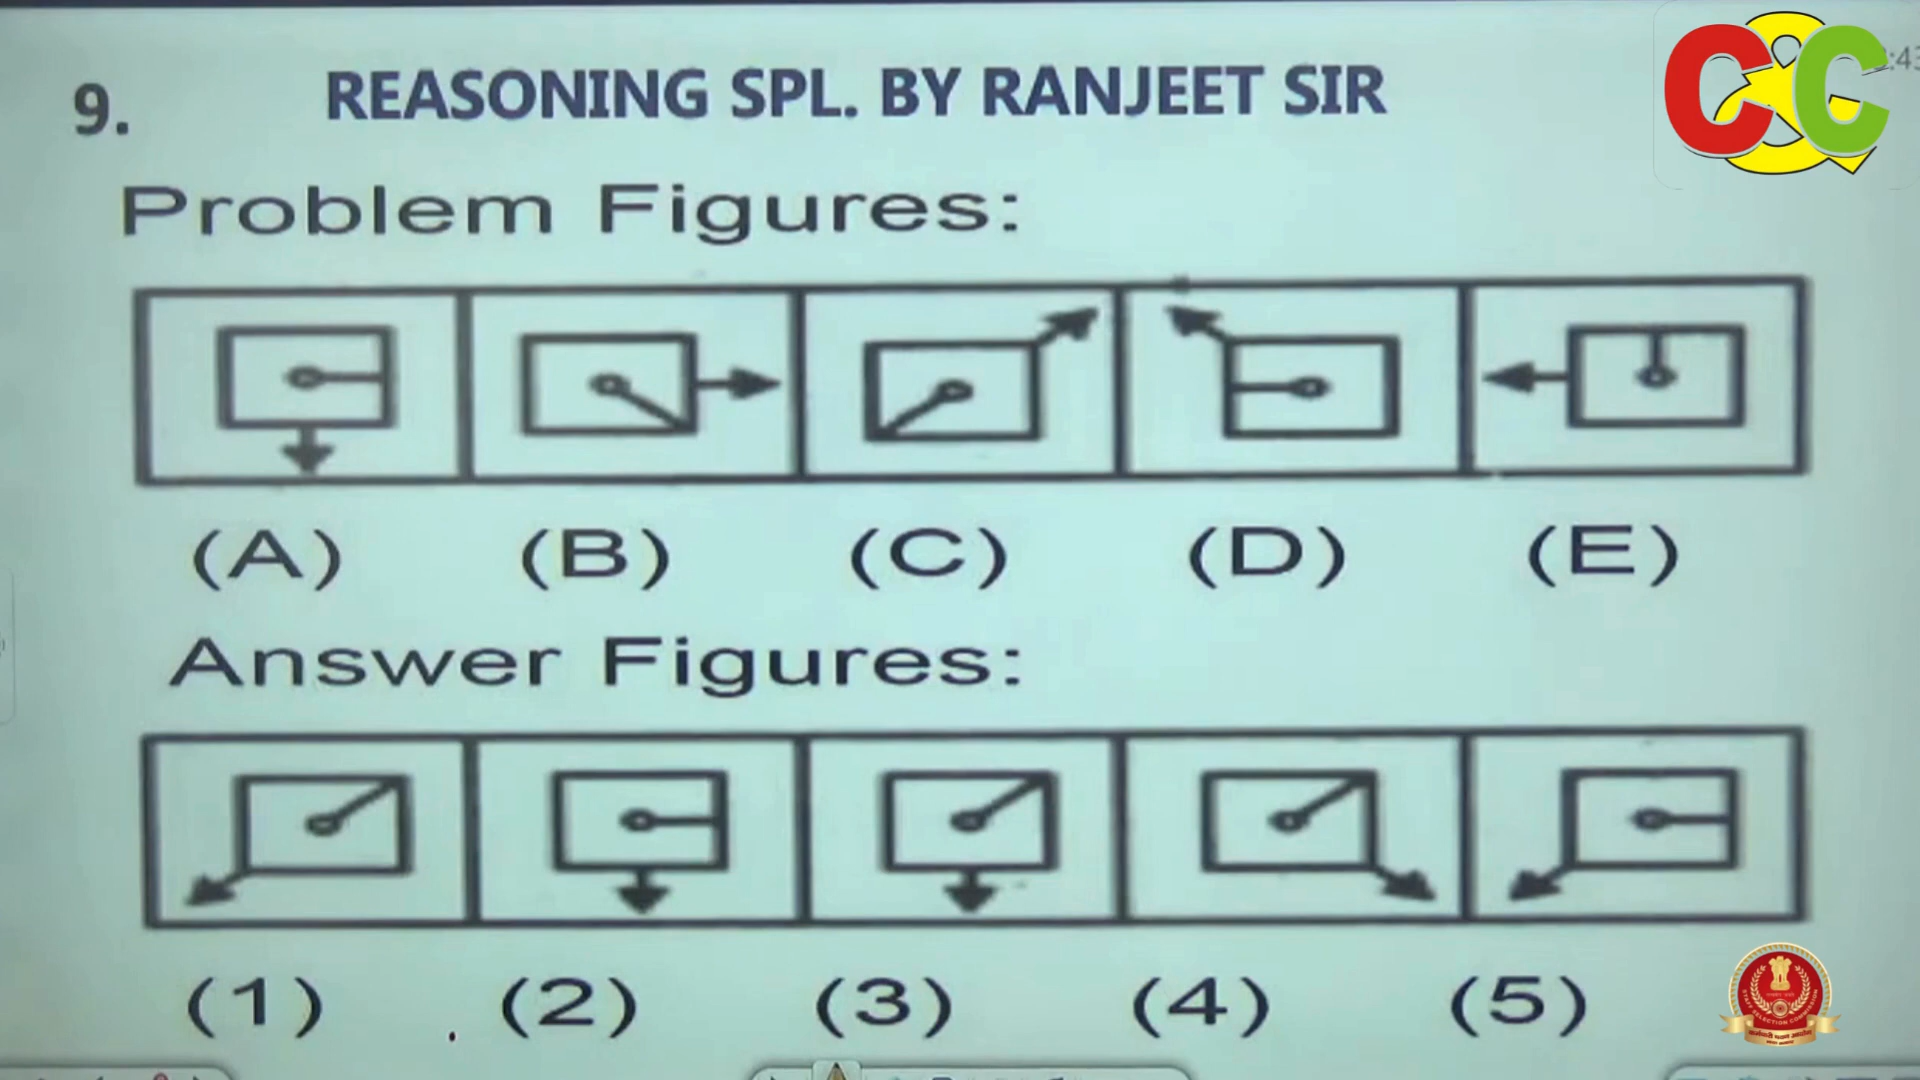 9. REASONING SPL. BY RANJEET SIR
C&C
Problem Figures:
(A) (B) (C) (D) (E)
Answer Figures:
(1) (2) (3) (4) (5)